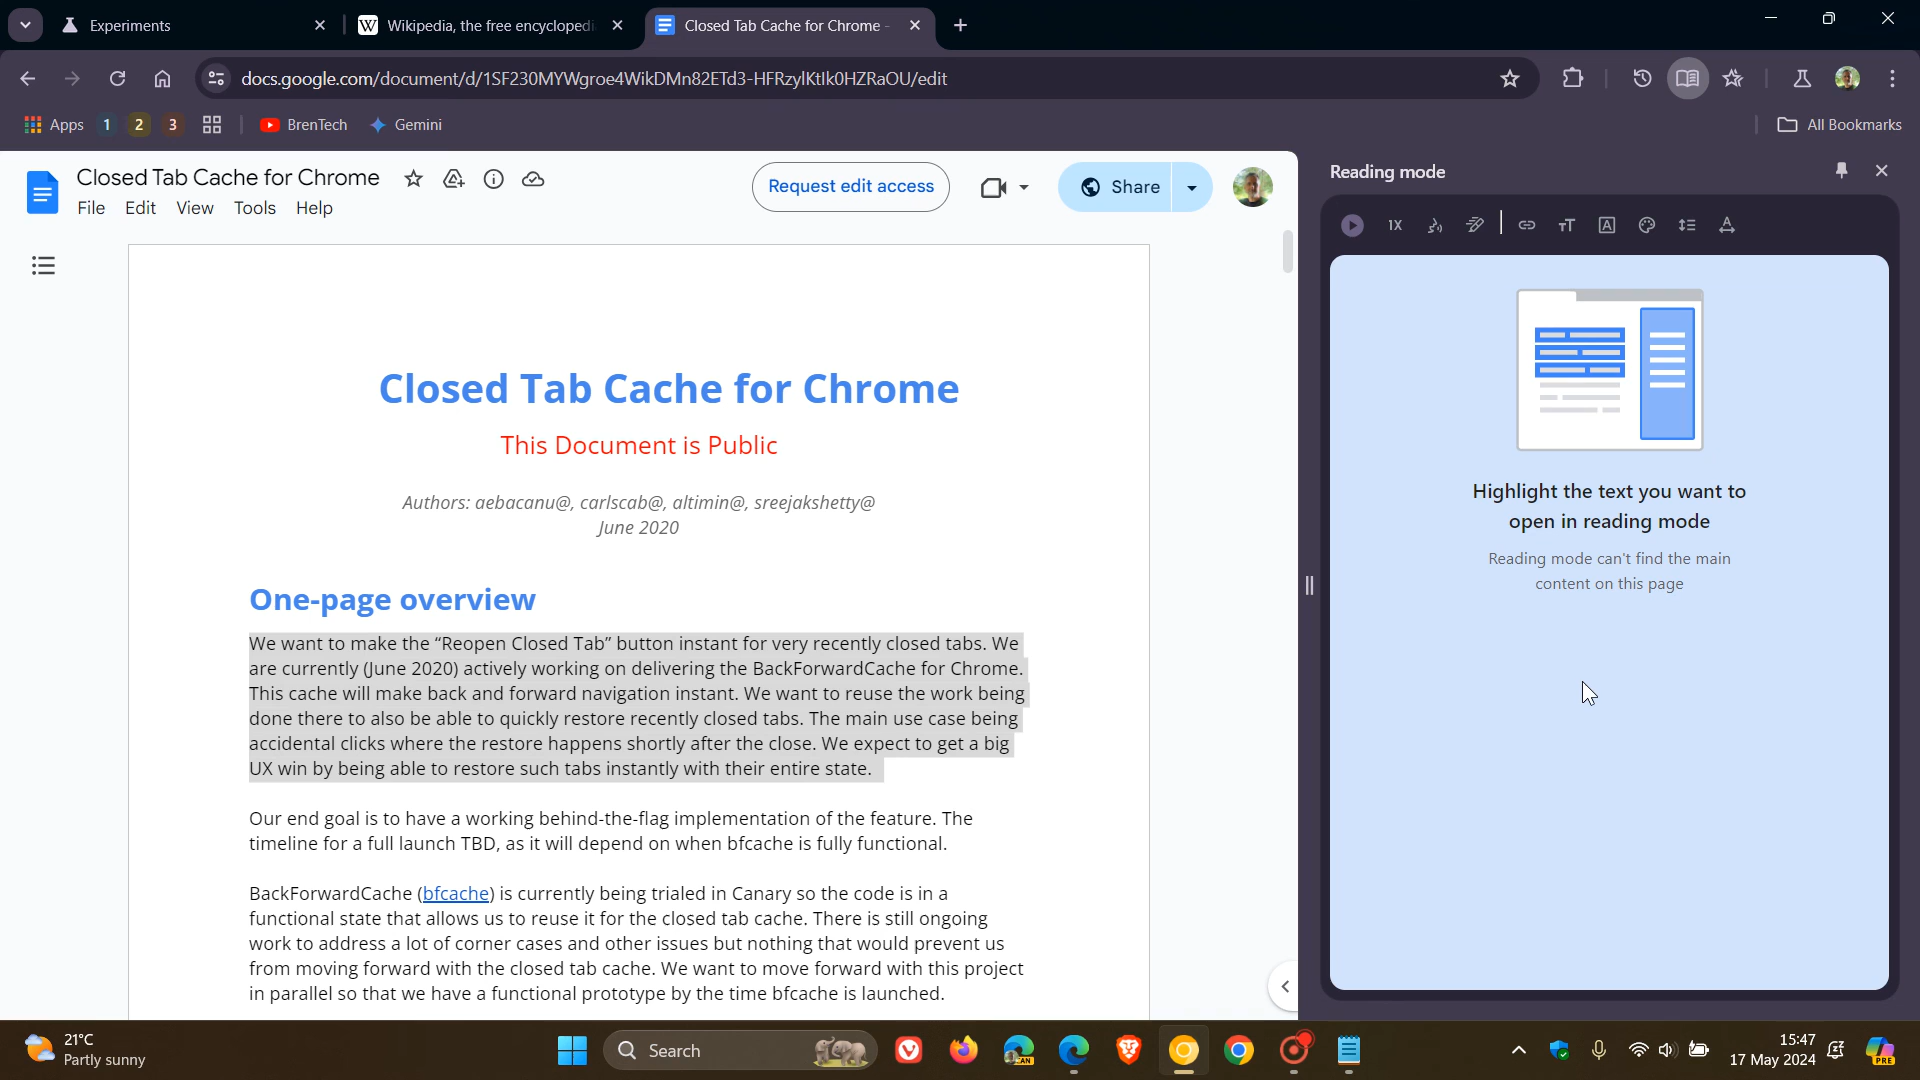 Experiments
Wikipedia, the free encyclopedi
Closed Tab Cache for Chrome -
docs.google.com/document/d/1SF230MYWgroe4WikDMn82ETd3-HFRzylKtIk0HZRaOU/edit
Apps 1 2 3 BrenTech Gemini All Bookmarks
Closed Tab Cache for Chrome
File Edit View Tools Help
Request edit access
Share
Closed Tab Cache for Chrome
This Document is Public
Authors: aebacanu@, carlscab@, altimin@, sreejakshetty@
June 2020
One-page overview
We want to make the “Reopen Closed Tab” button instant for very recently closed tabs. We
are currently (June 2020) actively working on delivering the BackForwardCache for Chrome.
This cache will make back and forward navigation instant. We want to reuse the work being
done there to also be able to quickly restore recently closed tabs. The main use case being
accidental clicks where the restore happens shortly after the close. We expect to get a big
UX win by being able to restore such tabs instantly with their entire state.
Our end goal is to have a working behind-the-flag implementation of the feature. The
timeline for a full launch TBD, as it will depend on when bfcache is fully functional.
BackForwardCache (bfcache) is currently being trialed in Canary so the code is in a
functional state that allows us to reuse it for the closed tab cache. There is still ongoing
work to address a lot of corner cases and other issues but nothing that would prevent us
from moving forward with the closed tab cache. We want to move forward with this project
in parallel so that we have a functional prototype by the time bfcache is launched.
Reading mode
1X
Highlight the text you want to
open in reading mode
Reading mode can't find the main
content on this page
21°C
Partly sunny
Search
CAN
15:47
17 May 2024
PRE